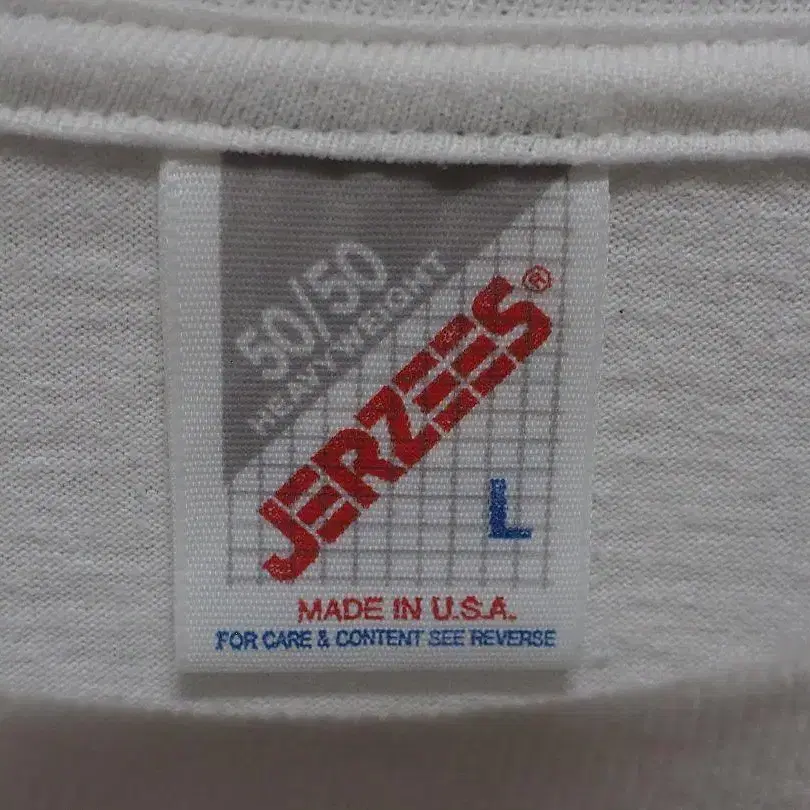 50/50
HEAVYWEIGHT
JERZEES®
L
MADE IN U.S.A.
FOR CARE & CONTENT SEE REVERSE